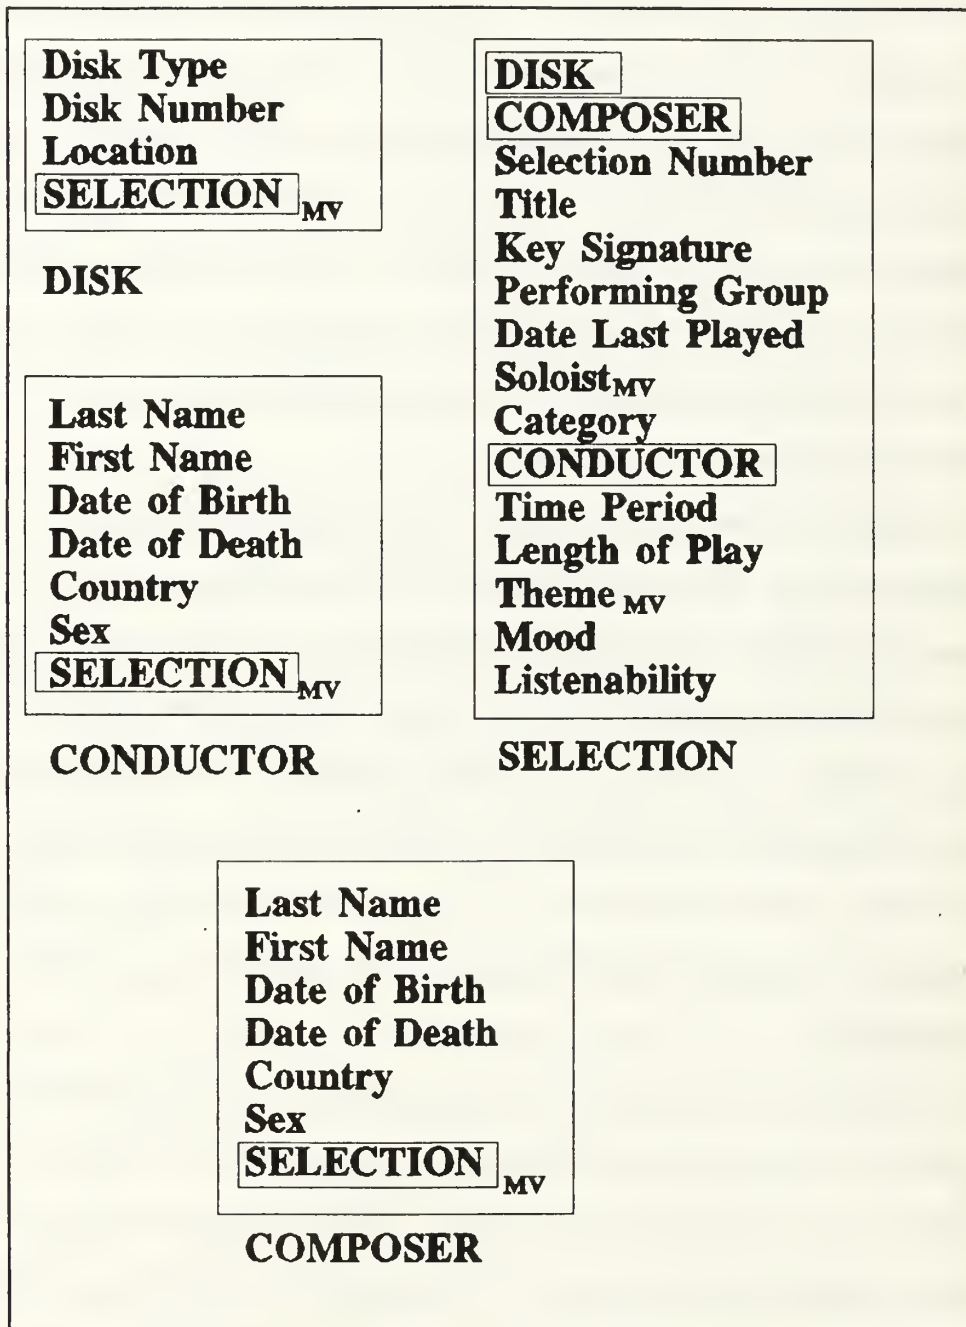 Disk Type
Disk Number
Location
SELECTION MV
DISK
Last Name
First Name
Date of Birth
Date of Death
Country
Sex
SELECTION MV
CONDUCTOR
DISK
COMPOSER
Selection Number
Title
Key Signature
Performing Group
Date Last Played
Soloist MV
Category
CONDUCTOR
Time Period
Length of Play
Theme MV
Mood
Listenability
SELECTION
Last Name
First Name
Date of Birth
Date of Death
Country
Sex
SELECTION MV
COMPOSER